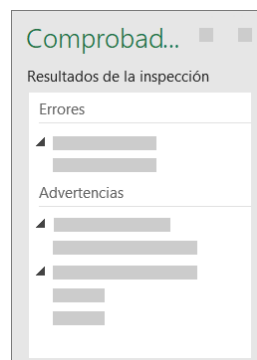 Comprobad...
Resultados de la inspección
Errores
Advertencias